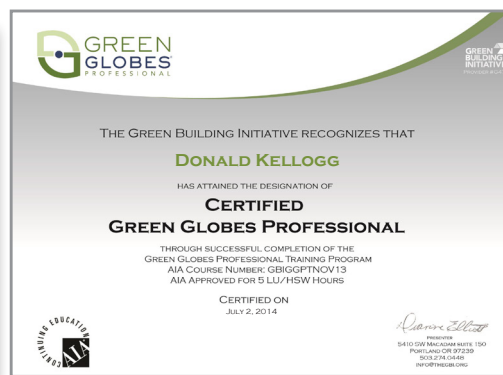 GREEN
GLOBES®
PROFESSIONAL
GREEN
BUILDING
INITIATIVE
THE GREEN BUILDING INITIATIVE RECOGNIZES THAT
DONALD KELLOGG
HAS ATTAINED THE DESIGNATION OF
CERTIFIED
GREEN GLOBES PROFESSIONAL
THROUGH SUCCESSFUL COMPLETION OF THE
GREEN GLOBES PROFESSIONAL TRAINING PROGRAM
AIA COURSE NUMBER: GBIGGPTNOV13
AIA APPROVED FOR 5 LU/HSW HOURS
CERTIFIED ON
JULY 2, 2014
CONTINUING EDUCATION
AIA
Elliott
PRESENTER
5410 SW MACADAM SUITE 150
PORTLAND OR 97239
503.274.0448
INFO@THEGBI.ORG